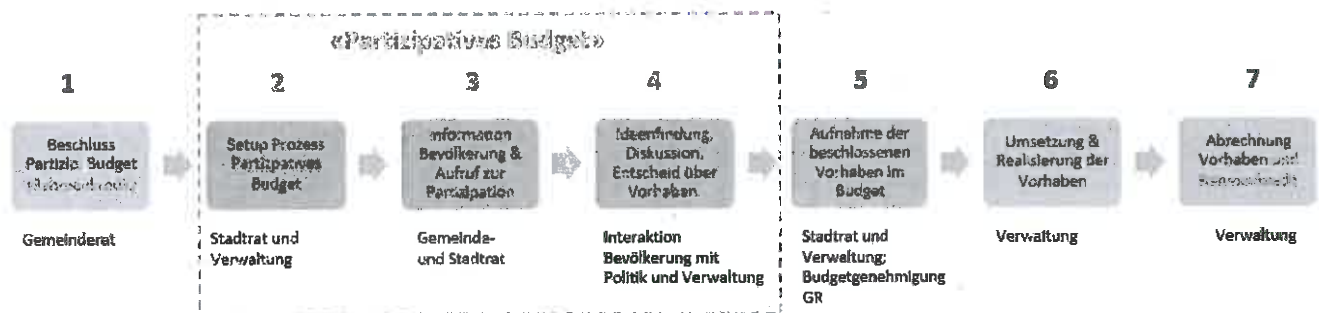 «Partizipatives Budget»
1
2
3
4
5
6
7
Beschluss
Partizip. Budget
Setup Prozess
Partizipatives
Budget
Information
Bevölkerung &
Aufruf zur
Partizipation
Ideenfindung,
Diskussion,
Entscheid über
Vorhaben
Aufnahme der
beschlossenen
Vorhaben im
Budget
Umsetzung &
Realisierung der
Vorhaben
Abrechnung
Vorhaben und
Gemeinderat
Stadtrat und
Verwaltung
Gemeinde-
und Stadtrat
Interaktion
Bevölkerung mit
Politik und Verwaltung
Stadtrat und
Verwaltung;
Budgetgenehmigung
GR
Verwaltung
Verwaltung